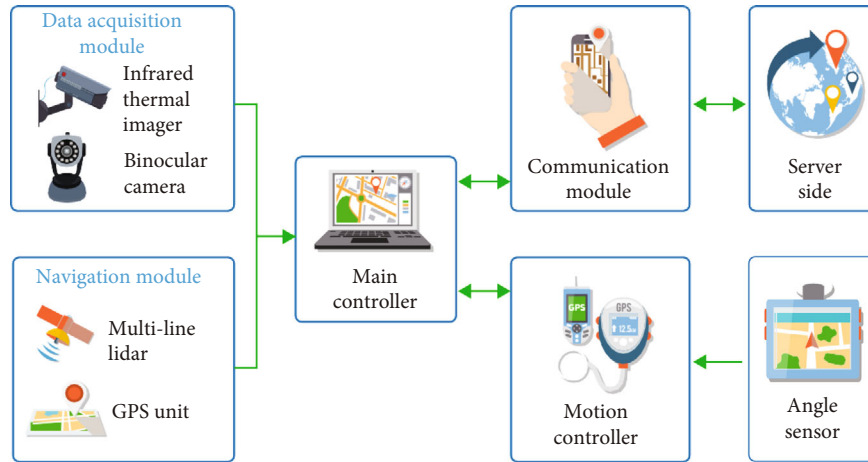 Data acquisition
module
Infrared
thermal
imager
Binocular
camera
Navigation module
Multi-line
lidar
GPS unit
Main
controller
Communication
module
Server
side
GPS
GPS
12.5
Motion
controller
Angle
sensor